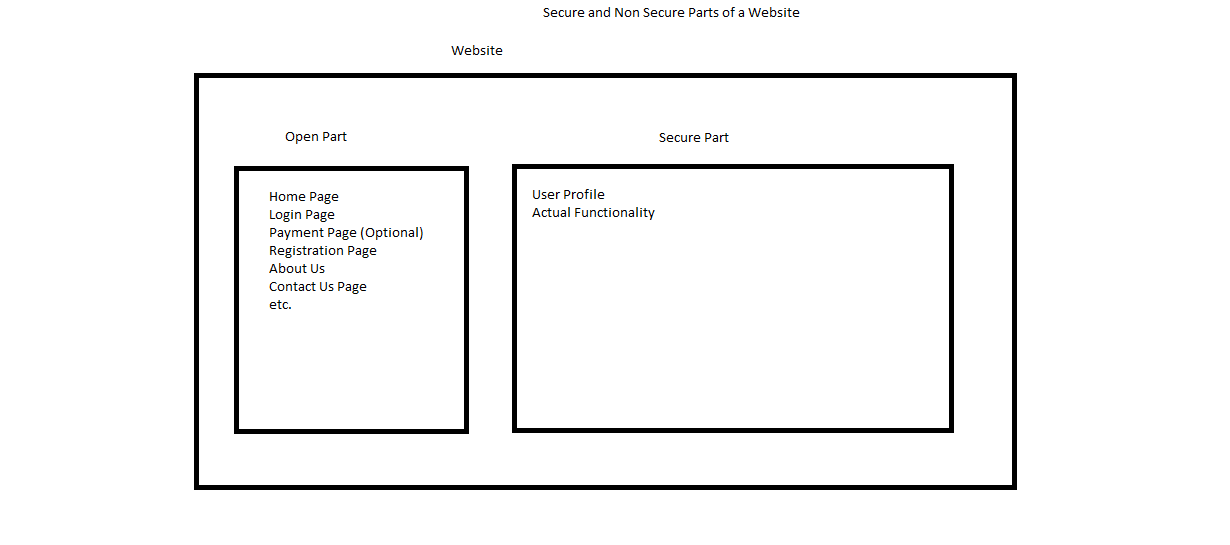 Secure and Non Secure Parts of a Website
Website
Open Part
Secure Part
Home Page
Login Page
Payment Page (Optional)
Registration Page
About Us
Contact Us Page
etc.
User Profile
Actual Functionality